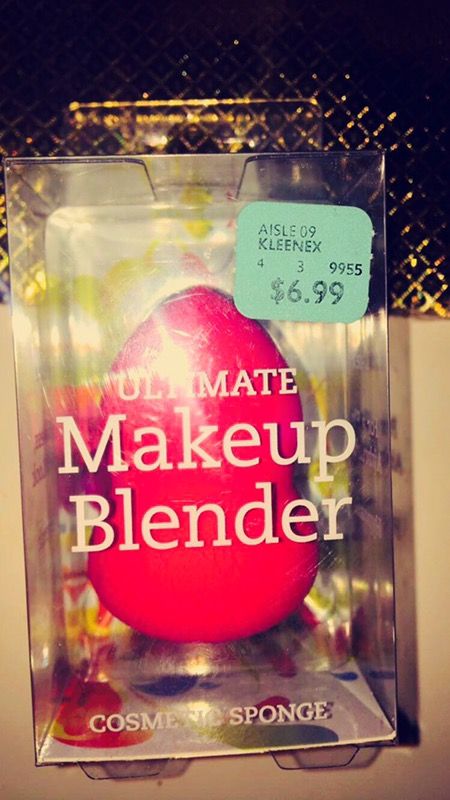 AISLE 09
KLEENEX
4 3 9955
$6.99
ULTIMATE
Makeup
Blender
COSMETIC SPONGE